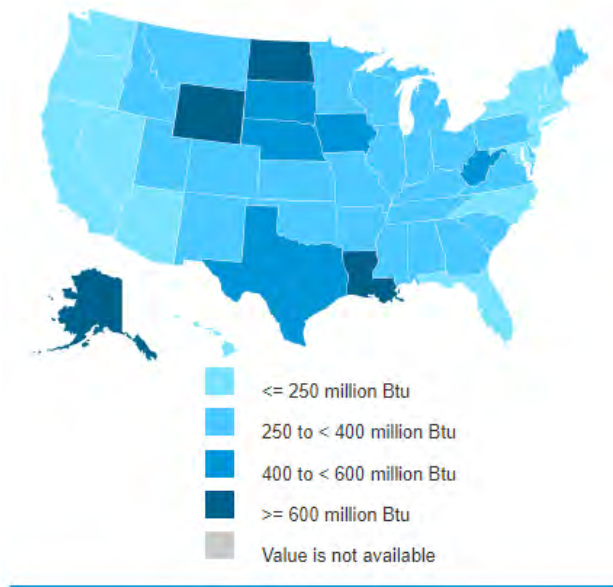 <= 250 million Btu
250 to < 400 million Btu
400 to < 600 million Btu
>= 600 million Btu
Value is not available